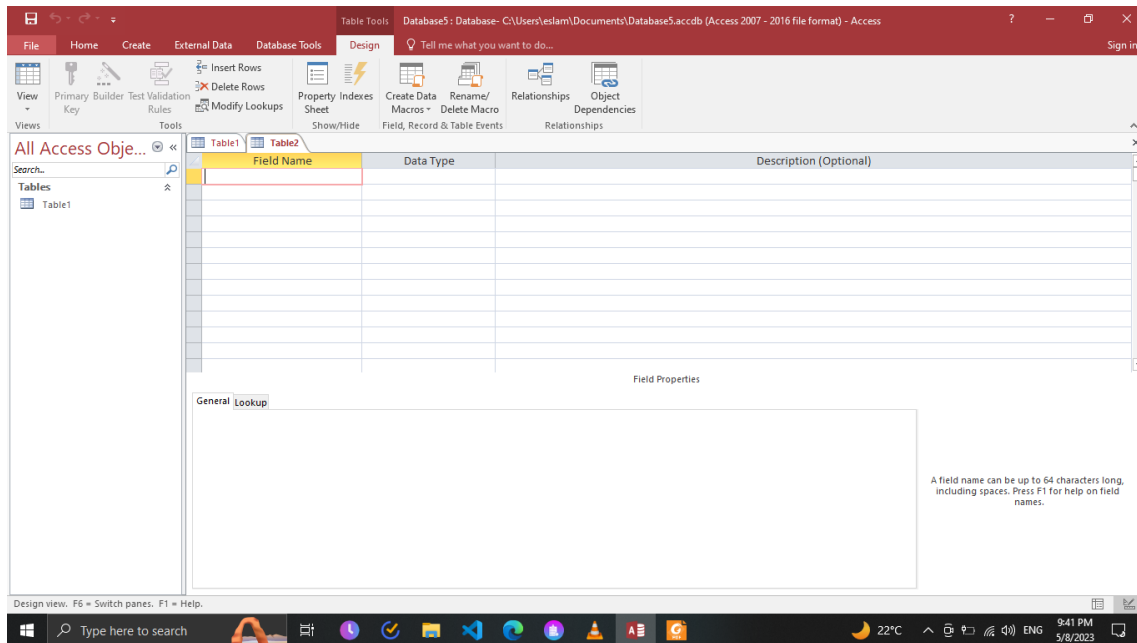 Table Tools
Database5 : Database- C:\Users\eslam\Documents\Database5.accdb (Access 2007 - 2016 file format) - Access
?
File
Home
Create
External Data
Database Tools
Design
Tell me what you want to do...
Sign in
View
Primary Key
Builder
Test Validation Rules
Insert Rows
Delete Rows
Modify Lookups
Property Sheet
Indexes
Create Data Macros
Rename/ Delete Macro
Relationships
Object Dependencies
Views
Tools
Show/Hide
Field, Record & Table Events
Relationships
All Access Obje...
Search...
Tables
Table1
Table1
Table2
Field Name
Data Type
Description (Optional)
Field Properties
General
Lookup
A field name can be up to 64 characters long,
including spaces. Press F1 for help on field
names.
Design view. F6 = Switch panes. F1 = Help.
Type here to search
22°C
ENG
9:41 PM
5/8/2023